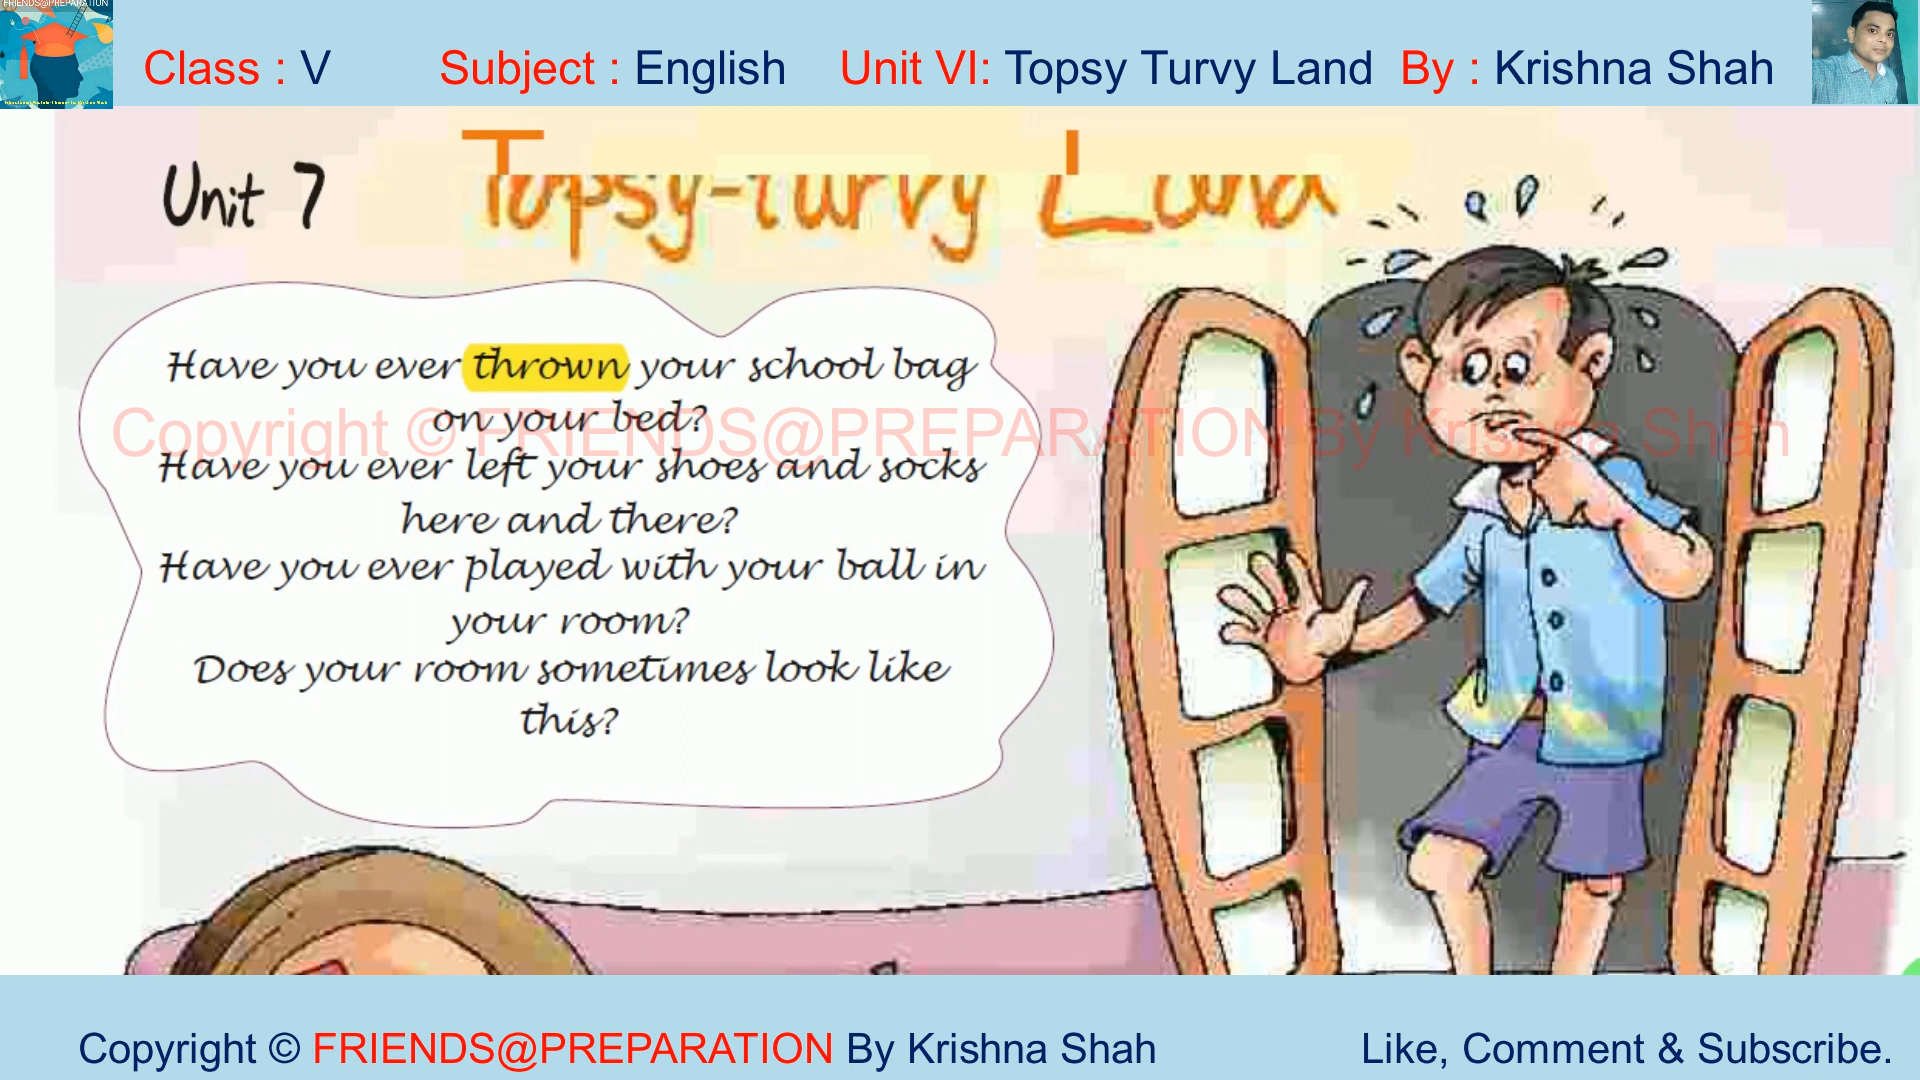 FRIENDS@PREPARATION
Class : V Subject : English Unit VI: Topsy Turvy Land By : Krishna Shah
Unit 7 Topsy-turvy Land
Have you ever thrown your school bag
on your bed?
Copyright © FRIENDS@PREPARATION By Krishna Shah
Have you ever left your shoes and socks
here and there?
Have you ever played with your ball in
your room?
Does your room sometimes look like
this?
Copyright © FRIENDS@PREPARATION By Krishna Shah Like, Comment & Subscribe.